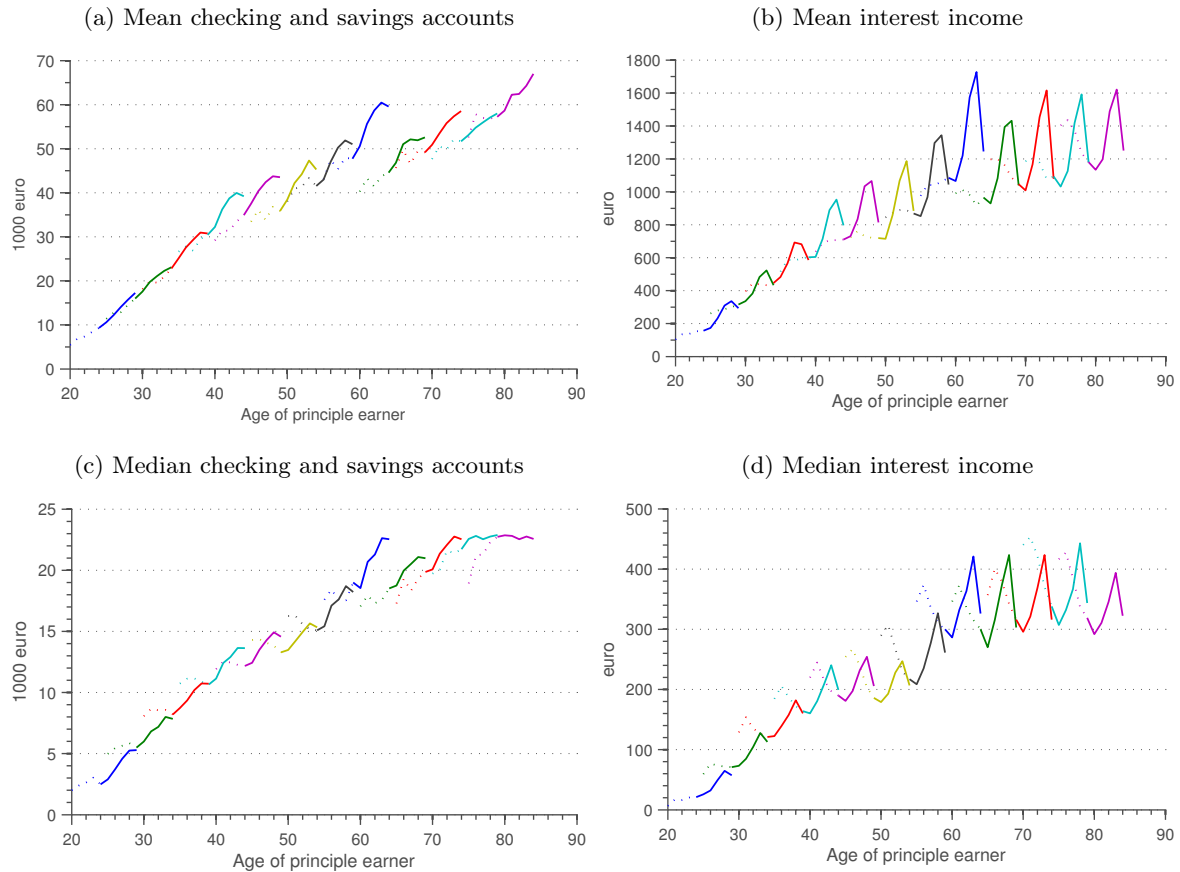 (a) Mean checking and savings accounts
70
60
50
40
30
20
10
0
1000 euro
20 30 40 50 60 70 80 90
Age of principle earner
(b) Mean interest income
1800
1600
1400
1200
1000
800
600
400
200
0
euro
20 30 40 50 60 70 80 90
Age of principle earner
(c) Median checking and savings accounts
25
20
15
10
5
0
1000 euro
20 30 40 50 60 70 80 90
Age of principle earner
(d) Median interest income
500
400
300
200
100
0
euro
20 30 40 50 60 70 80 90
Age of principle earner